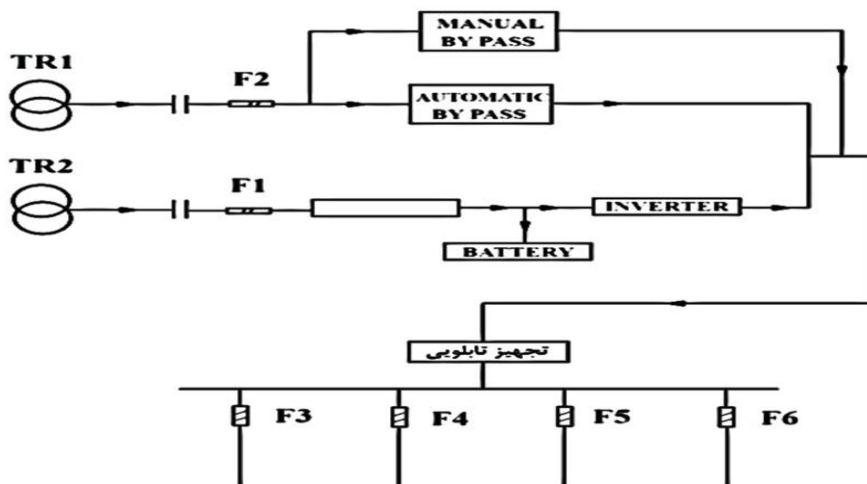 MANUAL
BY PASS
TR1
F2
AUTOMATIC
BY PASS
TR2
F1
INVERTER
BATTERY
تجهیز تابلویی
F3
F4
F5
F6